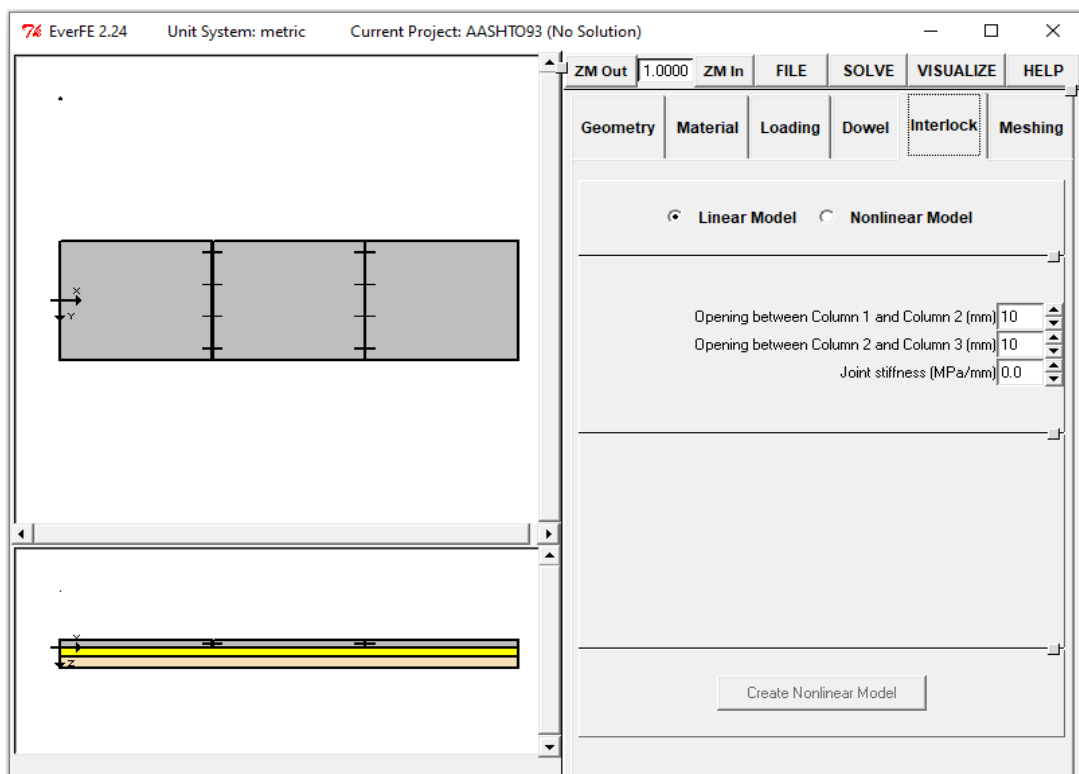 EverFE 2.24 Unit System: metric Current Project: AASHTO93 (No Solution)
ZM Out 1.0000 ZM In FILE SOLVE VISUALIZE HELP
Geometry Material Loading Dowel Interlock Meshing
Linear Model Nonlinear Model
Opening between Column 1 and Column 2 (mm) 10
Opening between Column 2 and Column 3 (mm) 10
Joint stiffness (MPa/mm) 0.0
Create Nonlinear Model
X
Y
X
Z